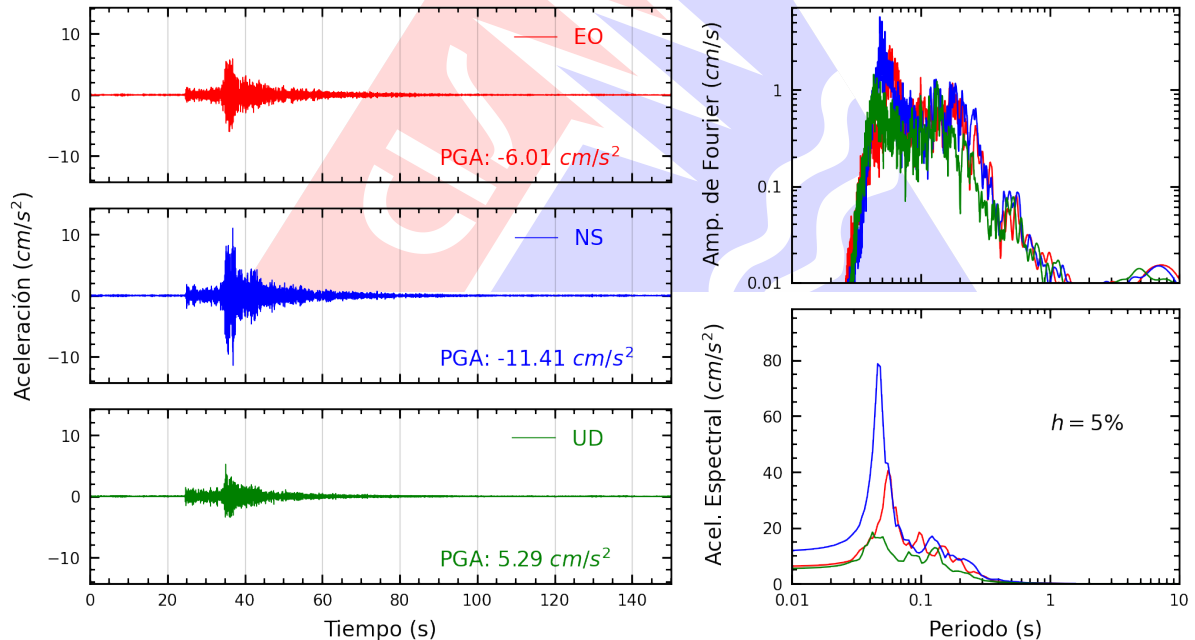 Aceleración (cm/s²)
10
0
−10
EO
PGA: -6.01 cm/s²
10
0
−10
NS
PGA: -11.41 cm/s²
10
0
−10
UD
PGA: 5.29 cm/s²
0 20 40 60 80 100 120 140
Tiempo (s)
Amp. de Fourier (cm/s)
1
0.1
0.01
Acel. Espectral (cm/s²)
80
60
40
20
0
h = 5%
0.01 0.1 1 10
Periodo (s)